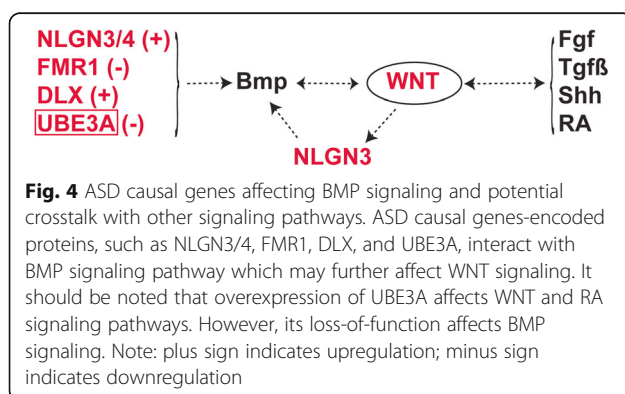 NLGN3/4 (+)
FMR1 (-)
DLX (+)
UBE3A (-)
Bmp
WNT
NLGN3
Fgf
Tgfß
Shh
RA
Fig. 4 ASD causal genes affecting BMP signaling and potential
crosstalk with other signaling pathways. ASD causal genes-encoded
proteins, such as NLGN3/4, FMR1, DLX, and UBE3A, interact with
BMP signaling pathway which may further affect WNT signaling. It
should be noted that overexpression of UBE3A affects WNT and RA
signaling pathways. However, its loss-of-function affects BMP
signaling. Note: plus sign indicates upregulation; minus sign
indicates downregulation